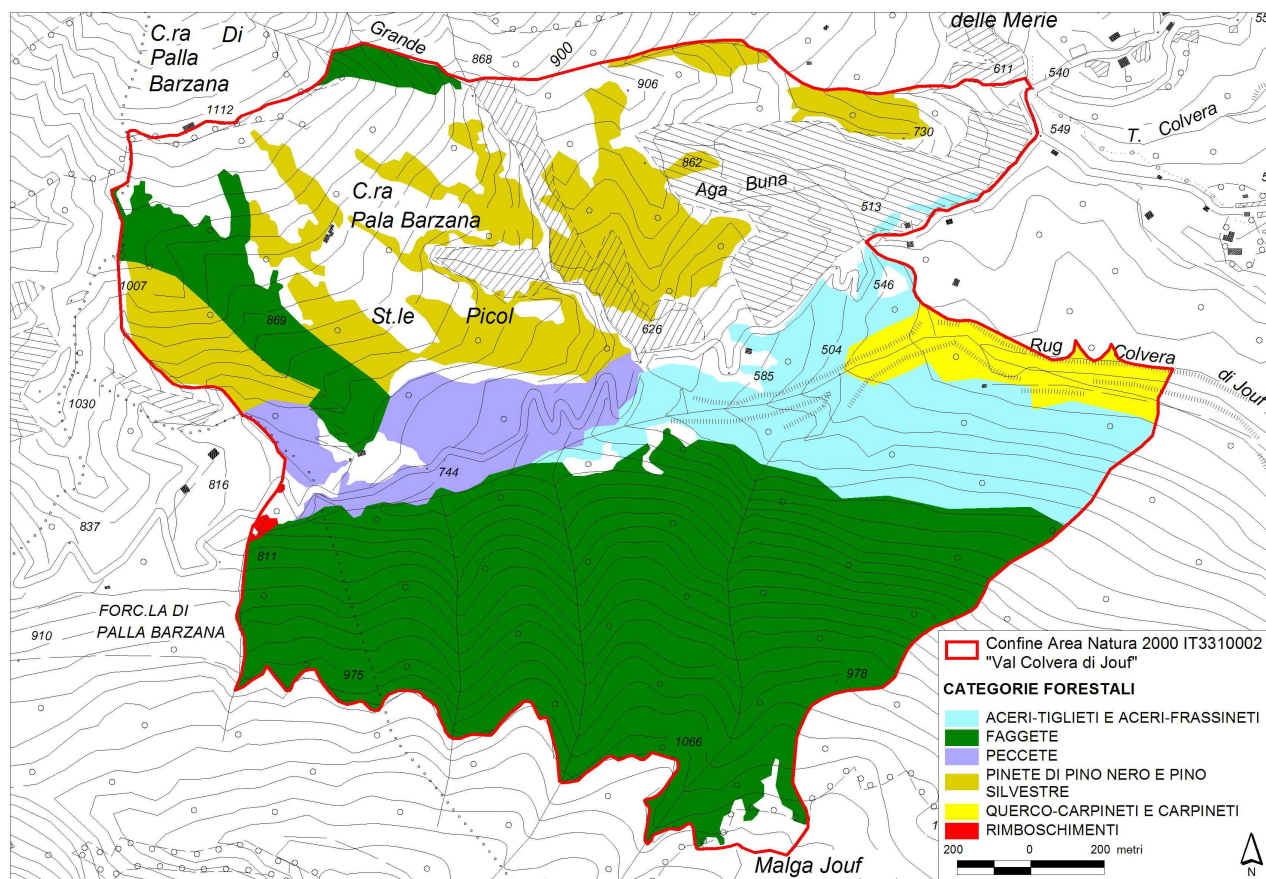 C.ra Di
Palla
Barzana
Grande
868
900
delle Merie
611
540
1112
906
549
T. Colvera
730
862
C.ra
Pala Barzana
Aga Buna
513
1007
869
St.le Picol
546
626
504
Rug Colvera
di Jouf
585
1030
816
744
837
811
FORC.LA DI
PALLA BARZANA
910
975
978
1066
Malga Jouf
Confine Area Natura 2000 IT3310002
"Val Colvera di Jouf"
CATEGORIE FORESTALI
ACERI-TIGLIETI E ACERI-FRASSINETI
FAGGETE
PECCETE
PINETE DI PINO NERO E PINO
SILVESTRE
QUERCO-CARPINETI E CARPINETI
RIMBOSCHIMENTI
200 0 200 metri
N